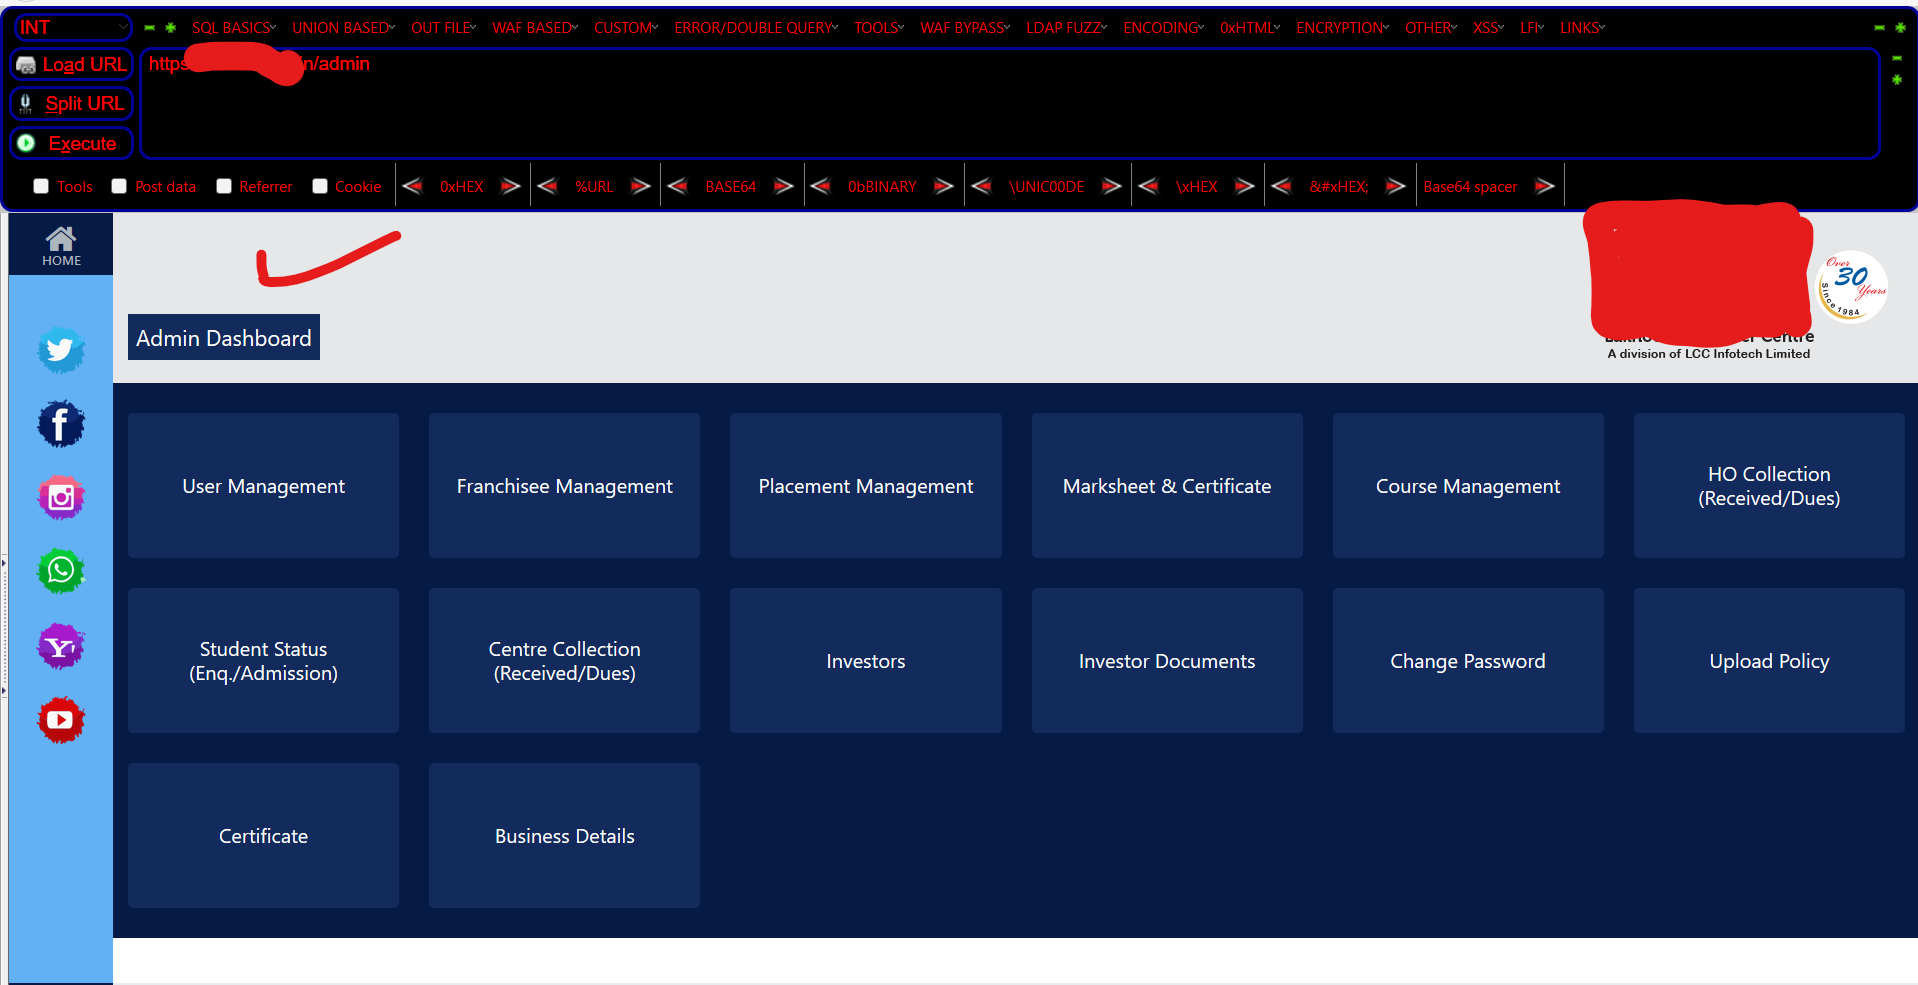 INT SQL BASICS UNION BASED OUT FILE WAF BASED CUSTOM ERROR/DOUBLE QUERY TOOLS WAF BYPASS LDAP FUZZ ENCODING 0xHTML ENCRYPTION OTHER XSS LFI LINKS
Load URL
https n/admin
Split URL
Execute
Tools Post data Referrer Cookie 0xHEX %URL BASE64 0bBINARY \UNIC00DE \xHEX &#xHEX; Base64 spacer
HOME
Over
30
Years
Since 1984
Centre
A division of LCC Infotech Limited
Admin Dashboard
User Management
Franchisee Management
Placement Management
Marksheet & Certificate
Course Management
HO Collection
(Received/Dues)
Student Status
(Enq./Admission)
Centre Collection
(Received/Dues)
Investors
Investor Documents
Change Password
Upload Policy
Certificate
Business Details